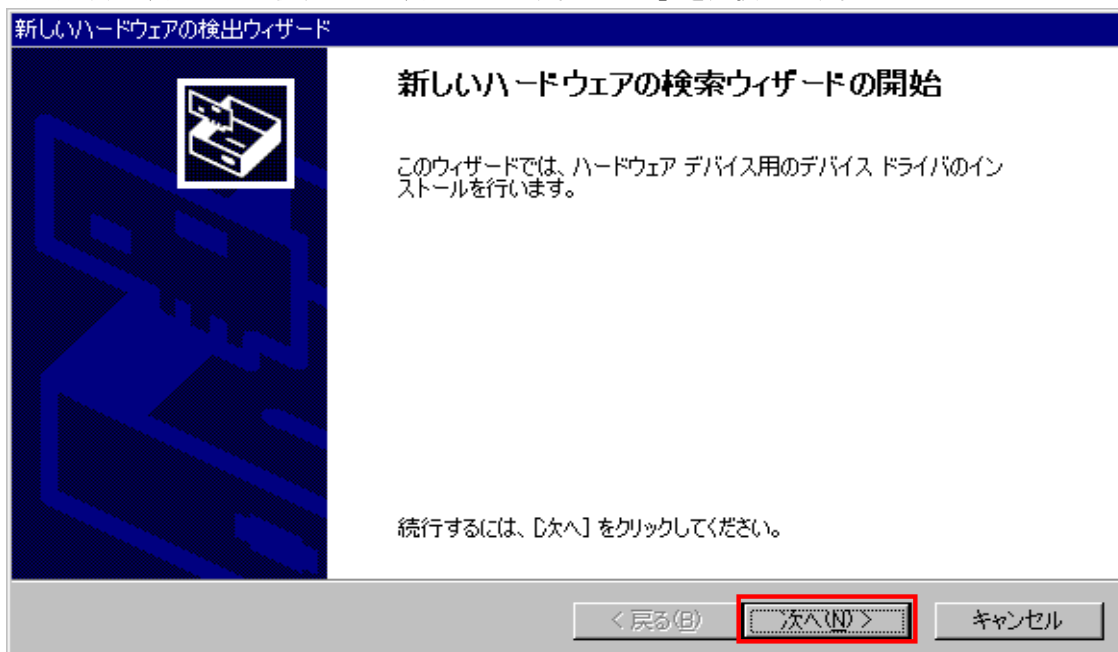 新しいハードウェアの検出ウィザード
新しいハードウェアの検索ウィザードの開始
このウィザードでは、ハードウェア デバイス用のデバイス ドライバのイン
ストールを行います。
続行するには、[次へ] をクリックしてください。
< 戻る(B)
次へ(N) >
キャンセル